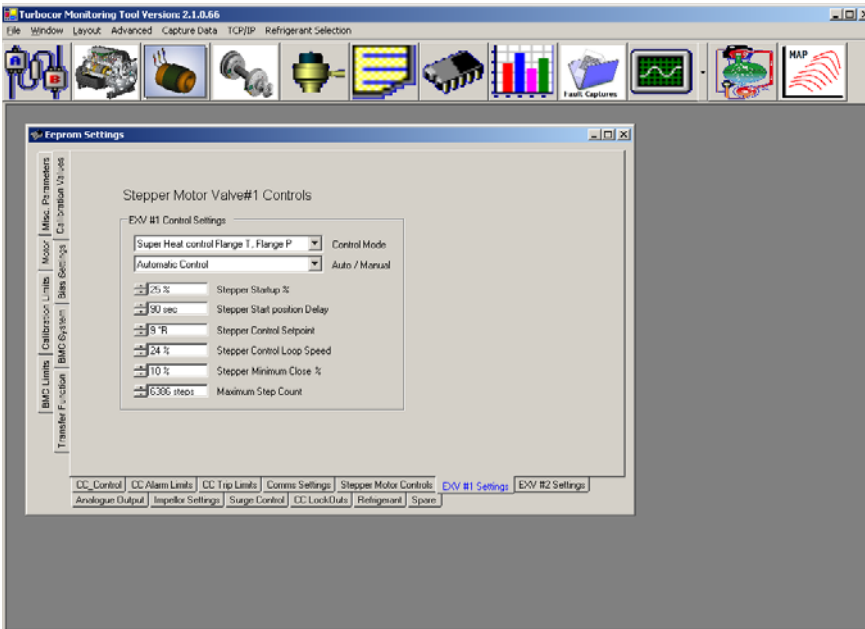 Turbocor Monitoring Tool Version: 2.1.0.66
File Window Layout Advanced Capture Data TCP/IP Refrigerant Selection
A
B
Fault Captures
MAP
Eeprom Settings
Misc. Parameters
Calibration Values
Motor
Bias Settings
Calibration Limits
BMC System
BMC Limits
Transfer Function
Stepper Motor Valve#1 Controls
EXV #1 Control Settings
Super Heat control Flange T, Flange P Control Mode
Automatic Control Auto / Manual
25 % Stepper Startup %
90 sec Stepper Start position Delay
9 °R Stepper Control Setpoint
24 % Stepper Control Loop Speed
10 % Stepper Minimum Close %
6386 steps Maximum Step Count
CC_Control CC Alarm Limits CC Trip Limits Comms Settings Stepper Motor Controls EXV #1 Settings EXV #2 Settings
Analogue Output Impellor Settings Surge Control CC LockOuts Refrigerant Spare